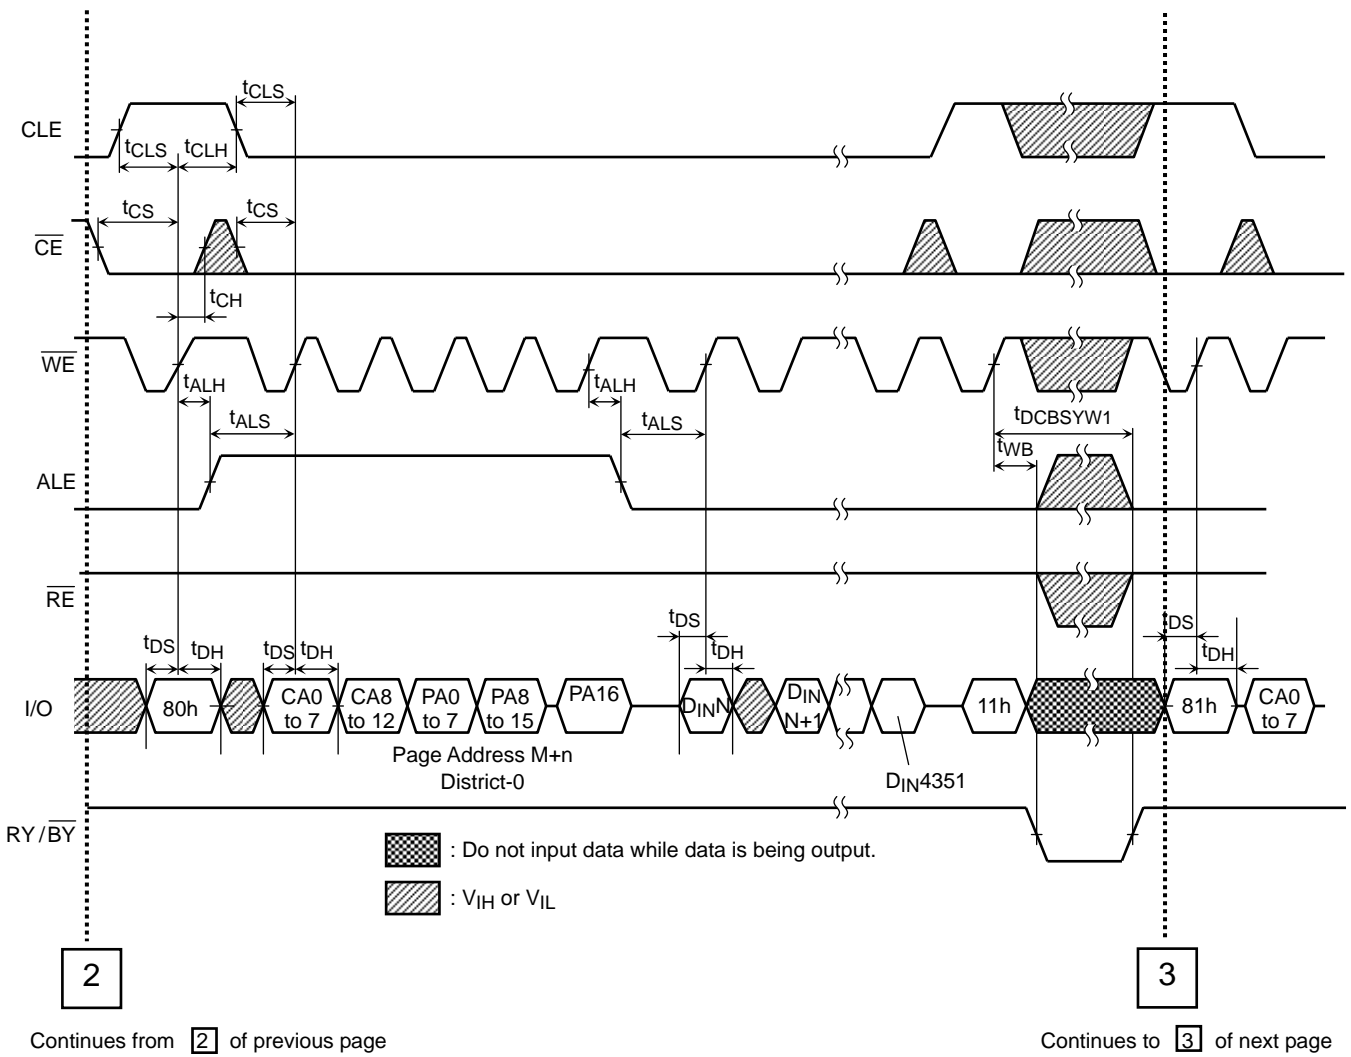 tCLS
CLE
tCLS tCLH
tCS tCS
CE
tCH
WE
tALH tALH
tALS tALS tDCBSYW1
tWB
ALE
RE
tDS tDH tDS tDH tDS tDH DS tDH
I/O 80h CA0 to 7 CA8 to 12 PA0 to 7 PA8 to 15 PA16 DINN DIN N+1 11h 81h CA0 to 7
Page Address M+n
District-0
DIN4351
RY/BY
: Do not input data while data is being output.
: VIH or VIL
2 3
Continues from 2 of previous page Continues to 3 of next page